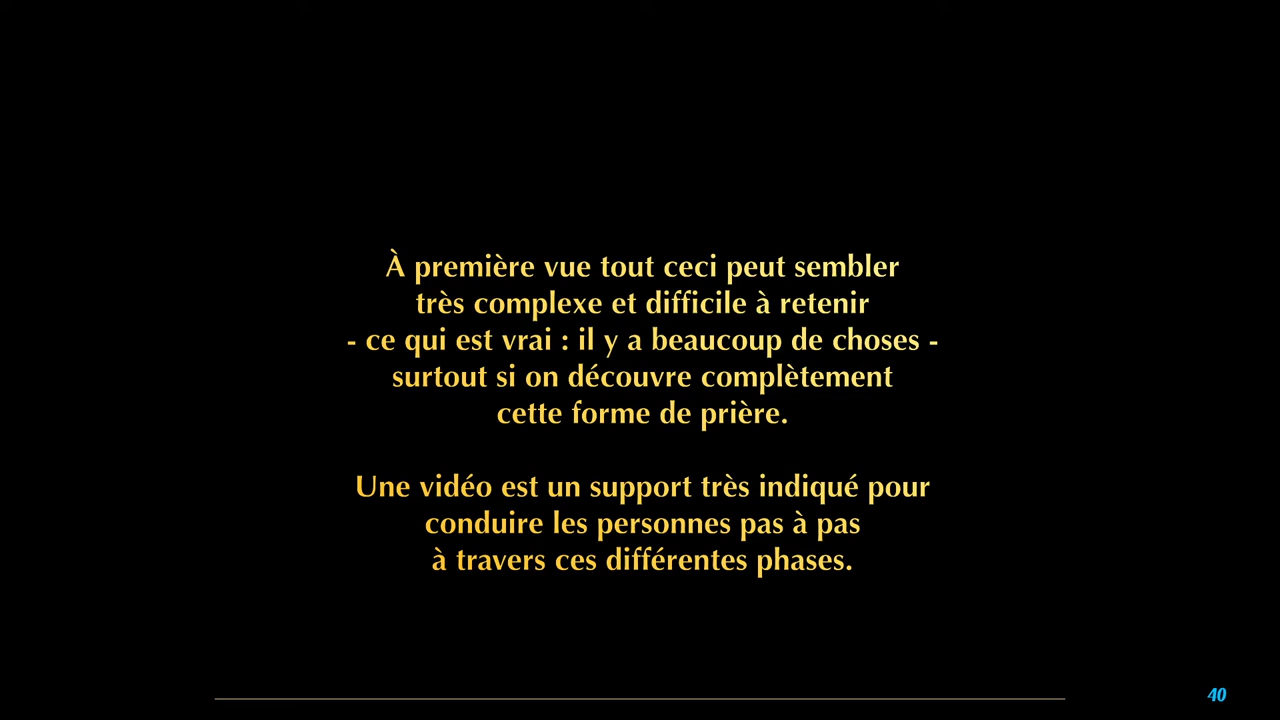 À première vue tout ceci peut sembler
très complexe et difficile à retenir
- ce qui est vrai : il y a beaucoup de choses -
surtout si on découvre complètement
cette forme de prière.
Une vidéo est un support très indiqué pour
conduire les personnes pas à pas
à travers ces différentes phases.
40